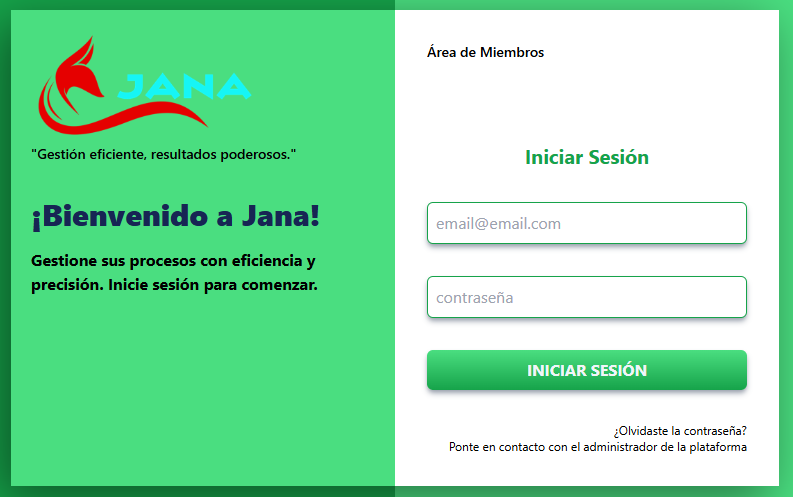 JANA
"Gestión eficiente, resultados poderosos."
¡Bienvenido a Jana!
Gestione sus procesos con eficiencia y
precisión. Inicie sesión para comenzar.
Área de Miembros
Iniciar Sesión
email@email.com
contraseña
INICIAR SESIÓN
¿Olvidaste la contraseña?
Ponte en contacto con el administrador de la plataforma